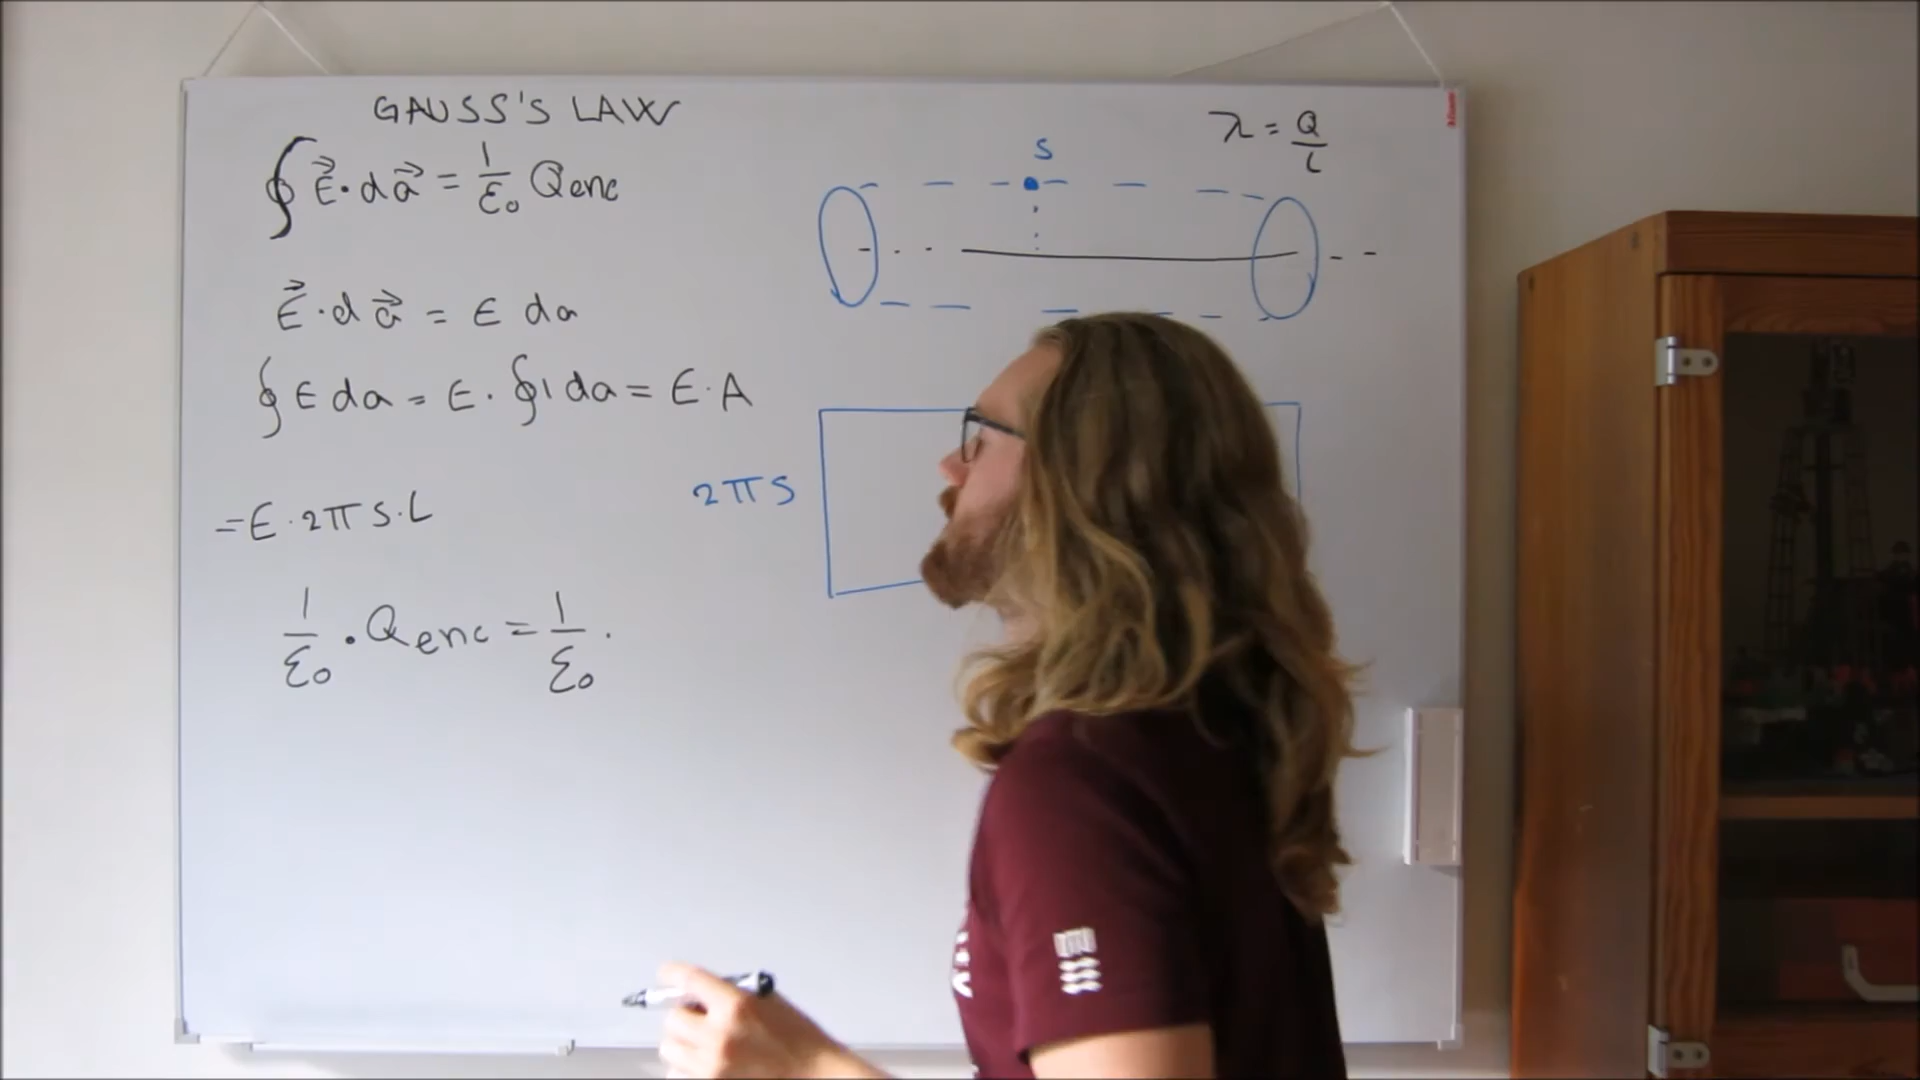 GAUSS'S LAW
∮ E⃗ · da⃗ = 1/ε₀ Qenc
E⃗ · da⃗ = E da
∮ E da = E · ∮ 1 da = E · A
= E · 2π s · L
1/ε₀ · Qenc = 1/ε₀ ·
λ = Q/L
s
2π s